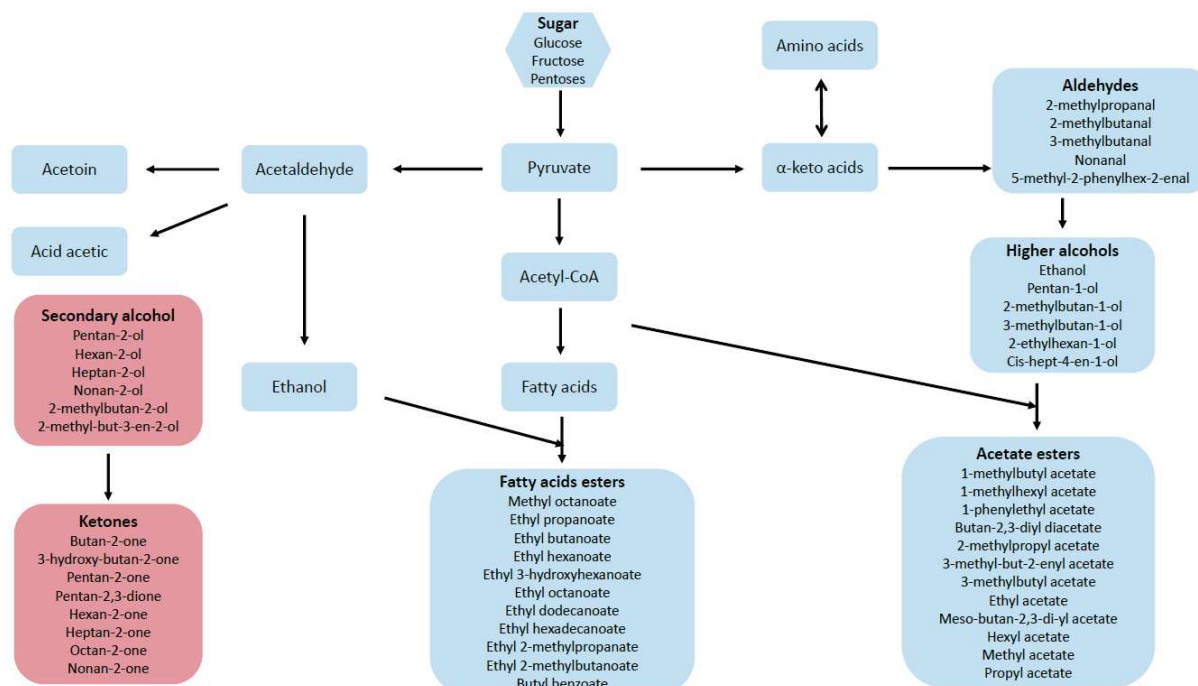 Sugar
Glucose
Fructose
Pentoses
Amino acids
Aldehydes
2-methylpropanal
2-methylbutanal
3-methylbutanal
Nonanal
5-methyl-2-phenylhex-2-enal
Acetoin
Acetaldehyde
Pyruvate
α-keto acids
Acid acetic
Acetyl-CoA
Higher alcohols
Ethanol
Pentan-1-ol
2-methylbutan-1-ol
3-methylbutan-1-ol
2-ethylhexan-1-ol
Cis-hept-4-en-1-ol
Secondary alcohol
Pentan-2-ol
Hexan-2-ol
Heptan-2-ol
Nonan-2-ol
2-methylbutan-2-ol
2-methyl-but-3-en-2-ol
Ethanol
Fatty acids
Ketones
Butan-2-one
3-hydroxy-butan-2-one
Pentan-2-one
Pentan-2,3-dione
Hexan-2-one
Heptan-2-one
Octan-2-one
Nonan-2-one
Fatty acids esters
Methyl octanoate
Ethyl propanoate
Ethyl butanoate
Ethyl hexanoate
Ethyl 3-hydroxyhexanoate
Ethyl octanoate
Ethyl dodecanoate
Ethyl hexadecanoate
Ethyl 2-methylpropanate
Ethyl 2-methylbutanoate
Butyl benzoate
Acetate esters
1-methylbutyl acetate
1-methylhexyl acetate
1-phenylethyl acetate
Butan-2,3-diyl diacetate
2-methylpropyl acetate
3-methyl-but-2-enyl acetate
3-methylbutyl acetate
Ethyl acetate
Meso-butan-2,3-di-yl acetate
Hexyl acetate
Methyl acetate
Propyl acetate